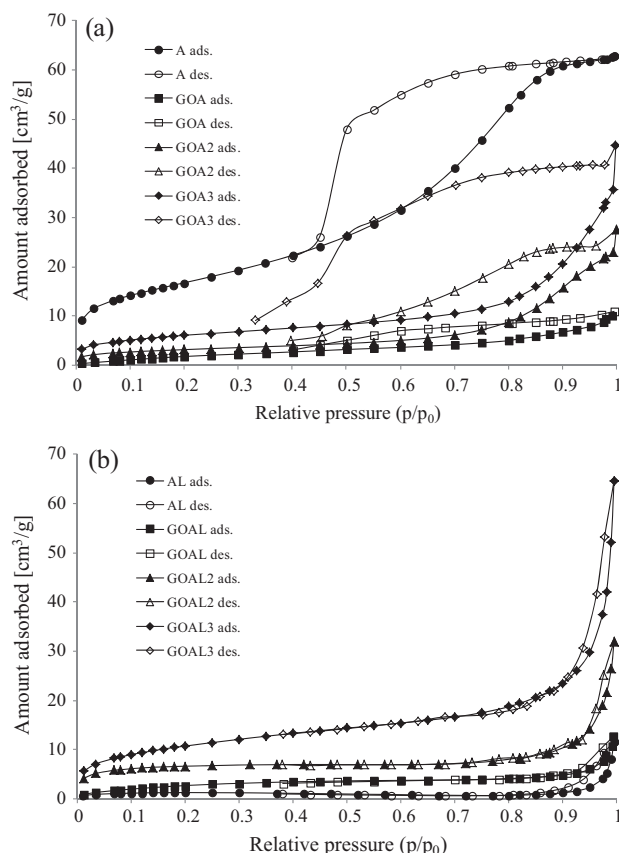 (a)
70
60
50
40
30
20
10
0
Amount adsorbed [cm³/g]
A ads.
A des.
GOA ads.
GOA des.
GOA2 ads.
GOA2 des.
GOA3 ads.
GOA3 des.
0 0.1 0.2 0.3 0.4 0.5 0.6 0.7 0.8 0.9 1
Relative pressure (p/p₀)
(b)
70
60
50
40
30
20
10
0
Amount adsorbed [cm³/g]
AL ads.
AL des.
GOAL ads.
GOAL des.
GOAL2 ads.
GOAL2 des.
GOAL3 ads.
GOAL3 des.
0 0.1 0.2 0.3 0.4 0.5 0.6 0.7 0.8 0.9 1
Relative pressure (p/p₀)